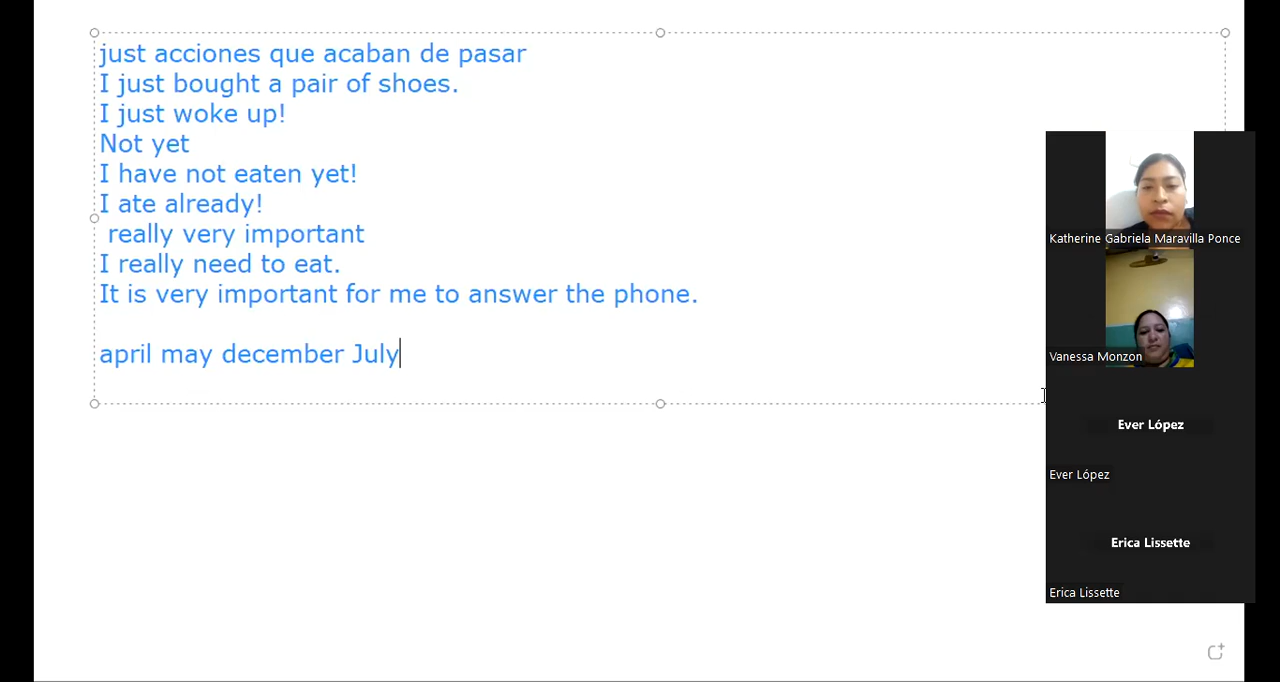 just acciones que acaban de pasar
I just bought a pair of shoes.
I just woke up!
Not yet
I have not eaten yet!
I ate already!
really very important
I really need to eat.
It is very important for me to answer the phone.
april may december July
Katherine Gabriela Maravilla Ponce
Vanessa Monzon
Ever López
Ever López
Erica Lissette
Erica Lissette